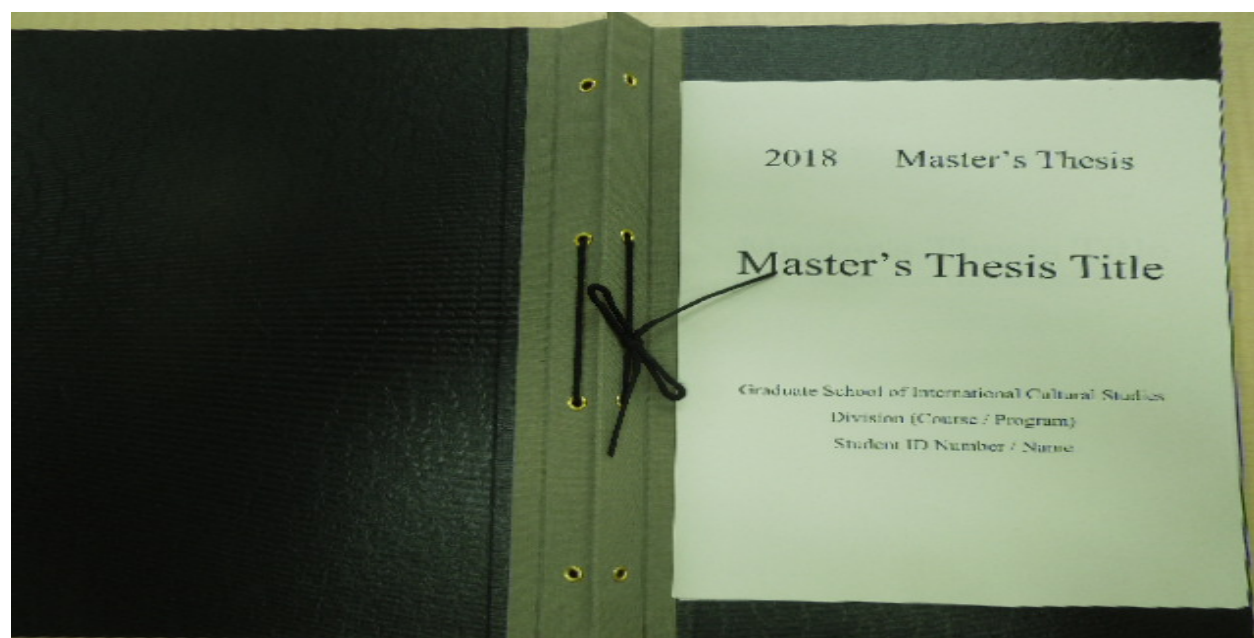 2018 Master's Thesis
Master's Thesis Title
Graduate School of International Cultural Studies
Division (Course / Program)
Student ID Number / Name